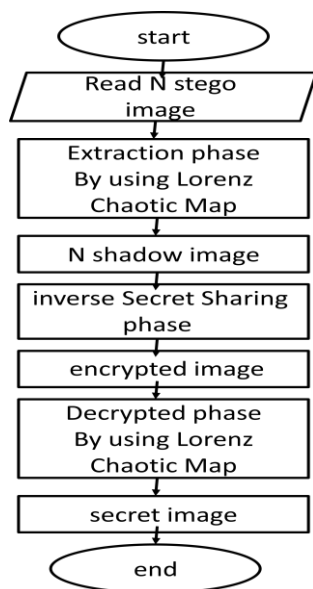 start
Read N stego
image
Extraction phase
By using Lorenz
Chaotic Map
N shadow image
inverse Secret Sharing
phase
encrypted image
Decrypted phase
By using Lorenz
Chaotic Map
secret image
end